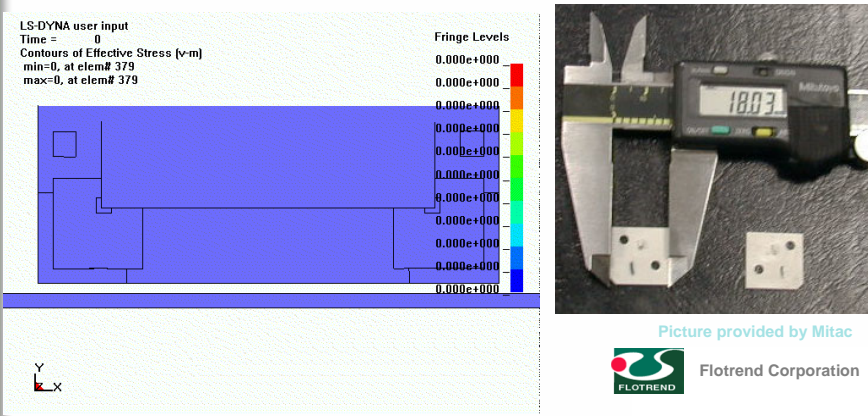 LS-DYNA user input
Time = 0
Contours of Effective Stress (v-m)
min=0, at elem# 379
max=0, at elem# 379
Fringe Levels
0.000e+000
0.000e+000
0.000e+000
0.000e+000
0.000e+000
0.000e+000
0.000e+000
0.000e+000
0.000e+000
0.000e+000
0.000e+000
Y
X
18.03
Mitutoyo
Picture provided by Mitac
FLOTREND
Flotrend Corporation